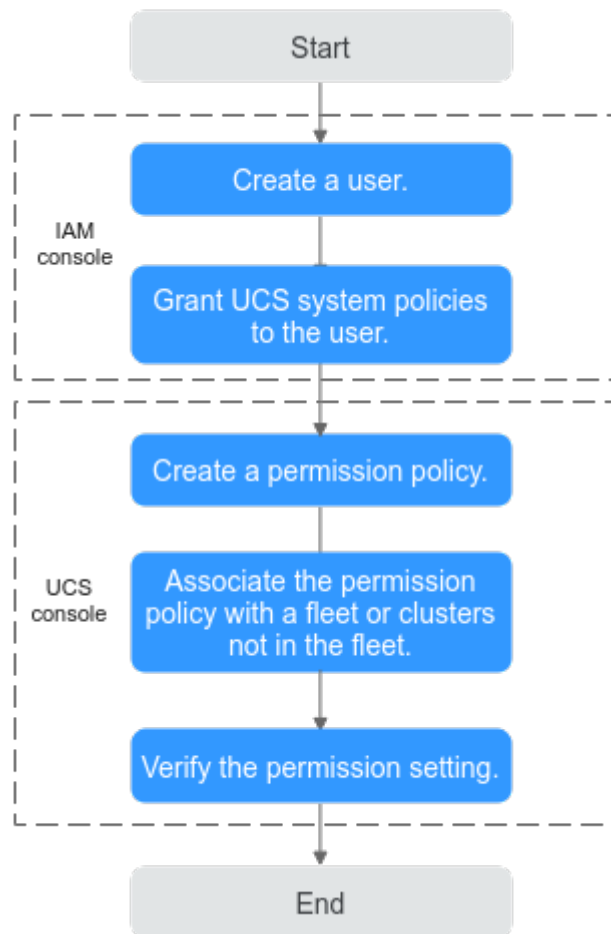 Start
Create a user.
IAM
console
Grant UCS system policies
to the user.
Create a permission policy.
UCS
console
Associate the permission
policy with a fleet or clusters
not in the fleet.
Verify the permission setting.
End